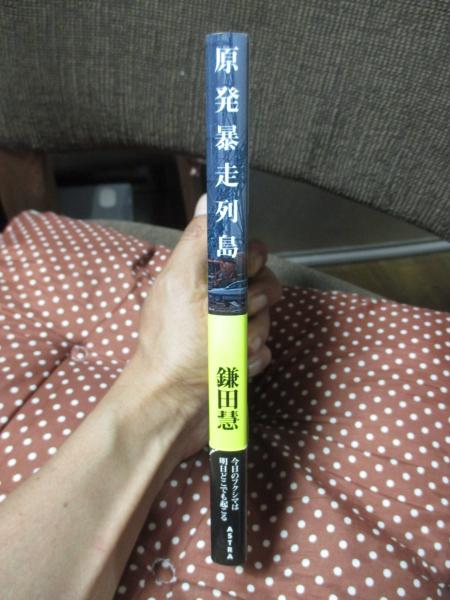 原発暴走列島
鎌田慧
今日のフクシマは
明日どこでも起こる
ASTRA